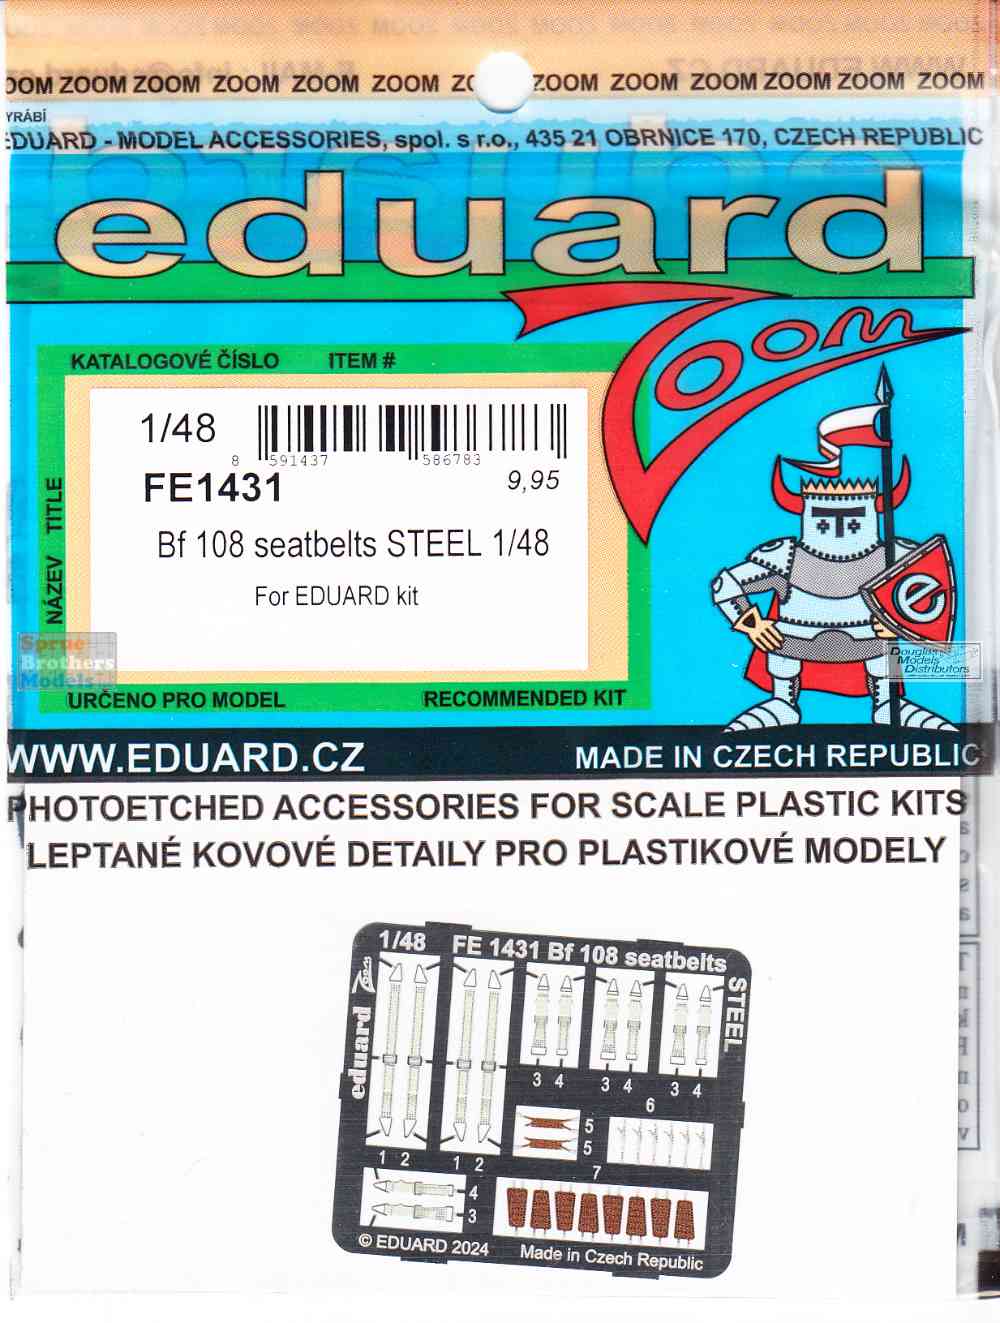 ZOOM ZOOM ZOOM ZOOM ZOOM ZOOM ZOOM ZOOM ZOOM ZOOM ZOOM
EDUARD - MODEL ACCESSORIES, spol. s r.o., 435 21 OBRNICE 170, CZECH REPUBLIC
eduard
Zoom
KATALOGOVÉ ČÍSLO ITEM #
1/48
8 591437 586783
FE1431 9,95
Bf 108 seatbelts STEEL 1/48
For EDUARD kit
NÁZEV TITLE
e
Sprue
Brothers
Models
Douglas
Models
Distributors
URČENO PRO MODEL RECOMMENDED KIT
WWW.EDUARD.CZ MADE IN CZECH REPUBLIC
PHOTOETCHED ACCESSORIES FOR SCALE PLASTIC KITS
LEPTANÉ KOVOVÉ DETAILY PRO PLASTIKOVÉ MODELY
1/48 FE 1431 Bf 108 seatbelts
STEEL
eduard Zoom
3 4 3 4 3 4
6
5
5
1 2 1 2
7
4
3
© EDUARD 2024 Made in Czech Republic